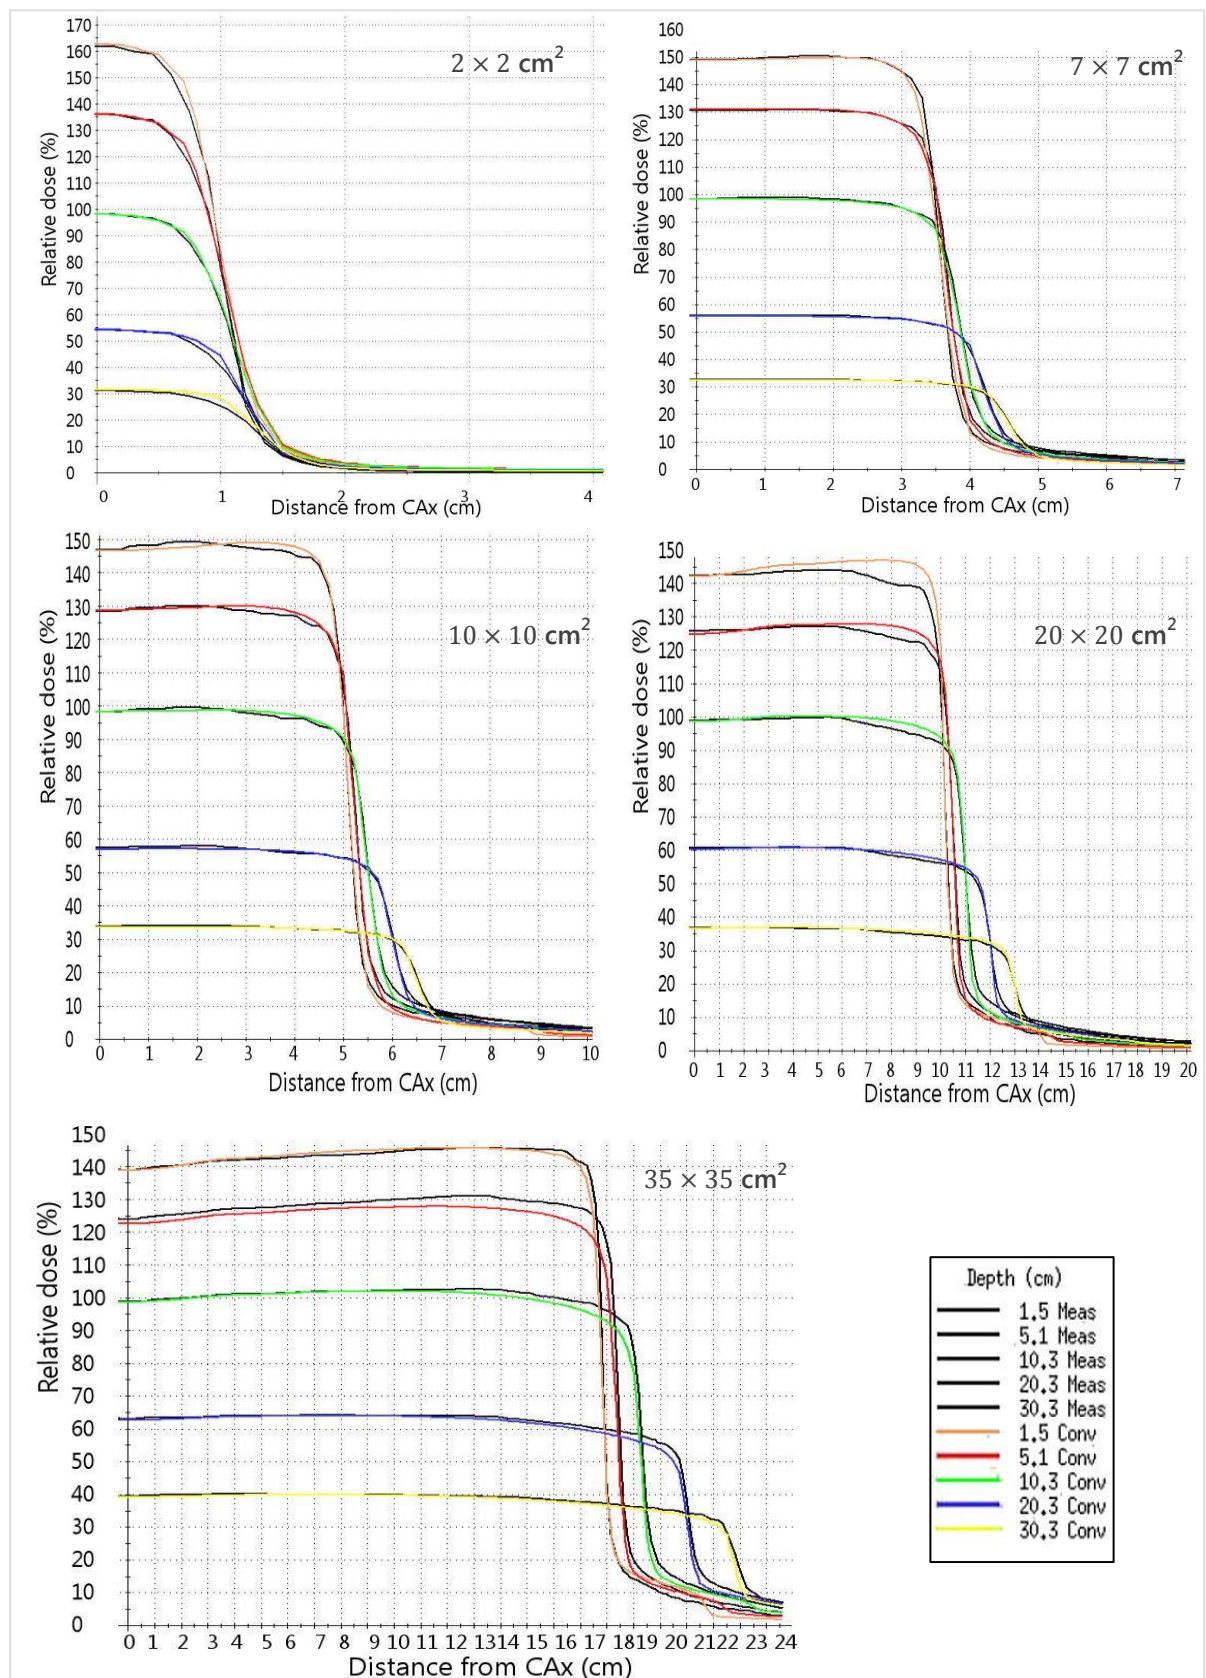 2 × 2 cm²
Relative dose (%)
170
160
150
140
130
120
110
100
90
80
70
60
50
40
30
20
10
0
0 1 2 3 4
Distance from CAx (cm)
7 × 7 cm²
Relative dose (%)
160
150
140
130
120
110
100
90
80
70
60
50
40
30
20
10
0
0 1 2 3 4 5 6 7
Distance from CAx (cm)
10 × 10 cm²
Relative dose (%)
150
140
130
120
110
100
90
80
70
60
50
40
30
20
10
0
0 1 2 3 4 5 6 7 8 9 10
Distance from CAx (cm)
20 × 20 cm²
Relative dose (%)
150
140
130
120
110
100
90
80
70
60
50
40
30
20
10
0
0 1 2 3 4 5 6 7 8 9 10 11 12 13 14 15 16 17 18 19 20
Distance from CAx (cm)
35 × 35 cm²
Relative dose (%)
150
140
130
120
110
100
90
80
70
60
50
40
30
20
10
0
0 1 2 3 4 5 6 7 8 9 10 11 12 13 14 15 16 17 18 19 20 21 22 23 24
Distance from CAx (cm)
Depth (cm)
1.5 Meas
5.1 Meas
10.3 Meas
20.3 Meas
30.3 Meas
1.5 Conv
5.1 Conv
10.3 Conv
20.3 Conv
30.3 Conv